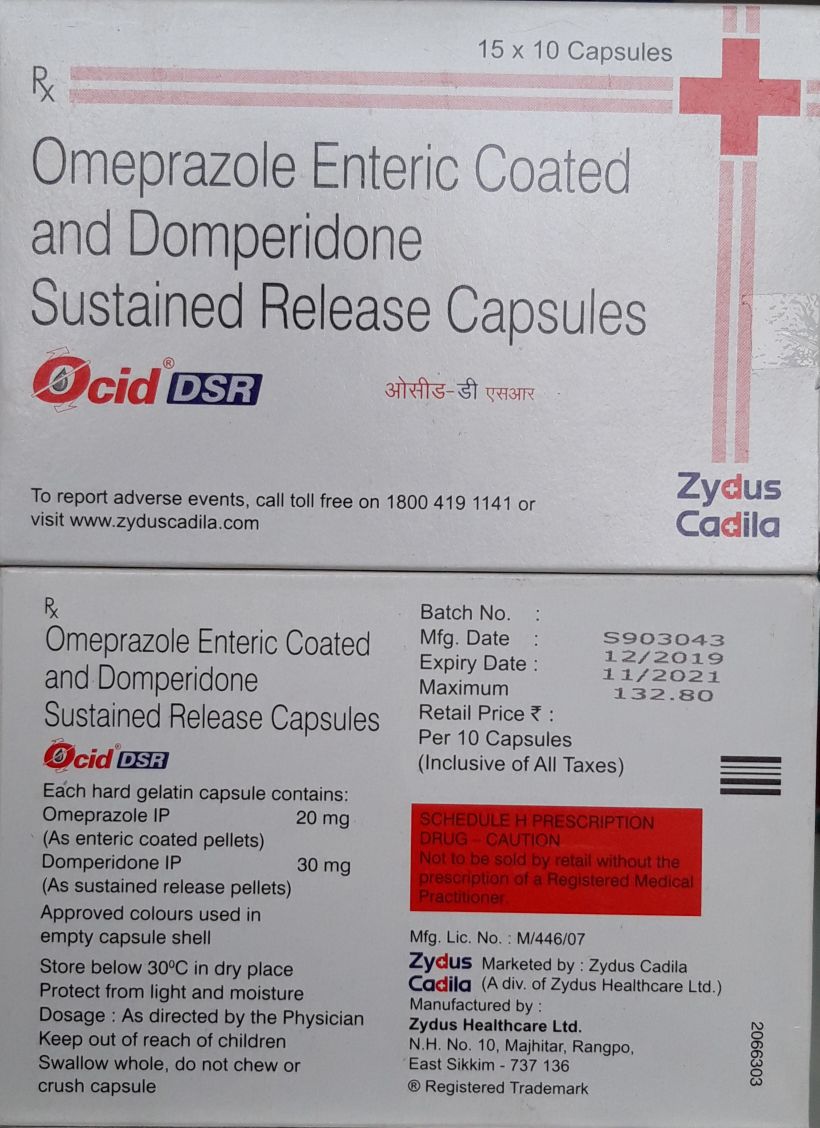 15 x 10 Capsules
Rx
Omeprazole Enteric Coated
and Domperidone
Sustained Release Capsules
Ocid® DSR
ओसीड-डी एसआर
To report adverse events, call toll free on 1800 419 1141 or
visit www.zyduscadila.com
Zydus
Cadila
Rx
Omeprazole Enteric Coated
and Domperidone
Sustained Release Capsules
Ocid® DSR
Each hard gelatin capsule contains:
Omeprazole IP 20 mg
(As enteric coated pellets)
Domperidone IP 30 mg
(As sustained release pellets)
Approved colours used in
empty capsule shell
Store below 30⁰C in dry place
Protect from light and moisture
Dosage : As directed by the Physician
Keep out of reach of children
Swallow whole, do not chew or
crush capsule
Batch No. :
Mfg. Date : S903043
Expiry Date : 12/2019
Maximum 11/2021
Retail Price ₹ : 132.80
Per 10 Capsules
(Inclusive of All Taxes)
SCHEDULE H PRESCRIPTION
DRUG – CAUTION
Not to be sold by retail without the
prescription of a Registered Medical
Practitioner.
Mfg. Lic. No. : M/446/07
Zydus Marketed by : Zydus Cadila
Cadila (A div. of Zydus Healthcare Ltd.)
Manufactured by :
Zydus Healthcare Ltd.
N.H. No. 10, Majhitar, Rangpo,
East Sikkim - 737 136
® Registered Trademark
2066303